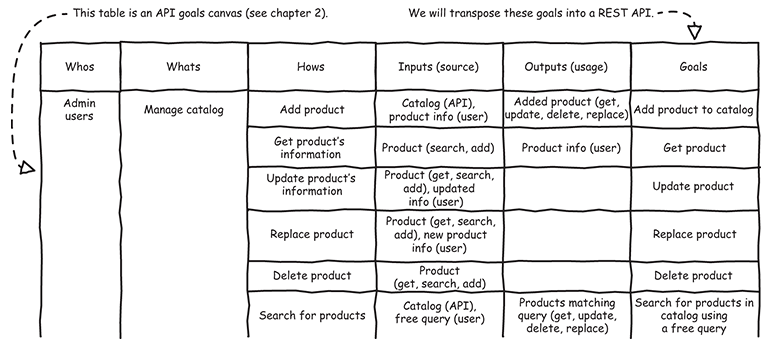 This table is an API goals canvas (see chapter 2).
We will transpose these goals into a REST API.
Whos
Whats
Hows
Inputs (source)
Outputs (usage)
Goals
Admin
users
Manage catalog
Add product
Catalog (API),
product info (user)
Added product (get,
update, delete, replace)
Add product to catalog
Get product's
information
Product (search, add)
Product info (user)
Get product
Update product's
information
Product (get, search,
add), updated
info (user)
Update product
Replace product
Product (get, search,
add), new product
info (user)
Replace product
Delete product
Product
(get, search, add)
Delete product
Search for products
Catalog (API),
free query (user)
Products matching
query (get, update,
delete, replace)
Search for products in
catalog using
a free query